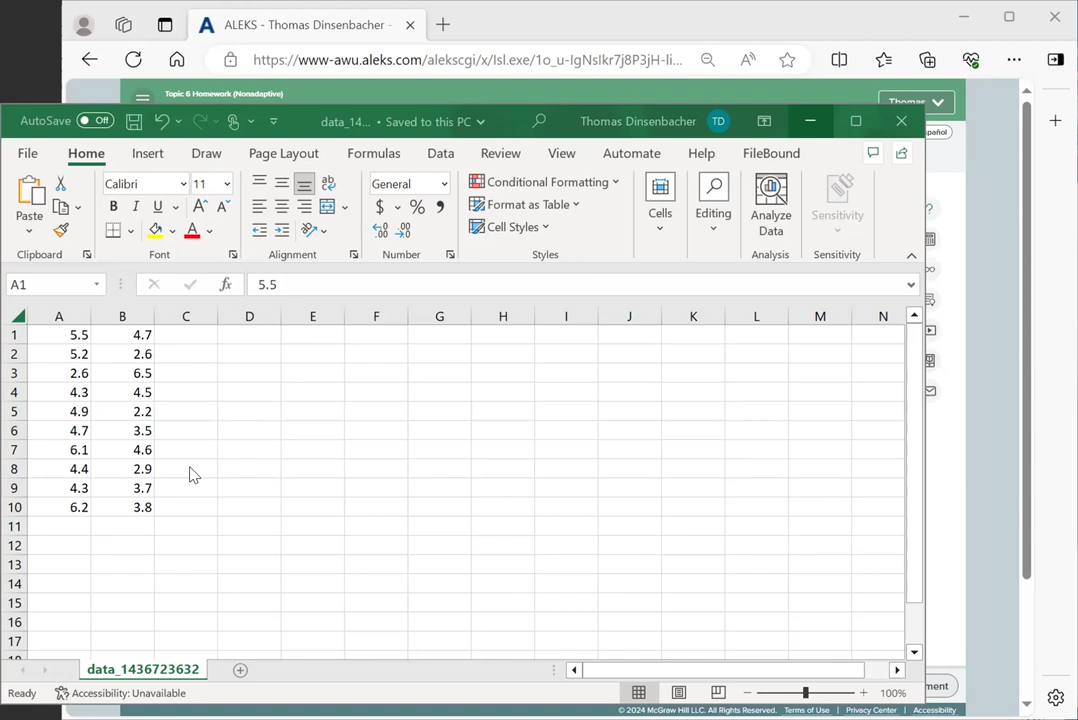 ALEKS - Thomas Dinsenbacher -
https://www-awu.aleks.com/alekscgi/x/Isl.exe/1o_u-IgNsIkr7j8P3jH-Ii...
Topic 6 Homework (Nonadaptive)
Thomas
AutoSave Off data_14... • Saved to this PC Thomas Dinsenbacher TD
File Home Insert Draw Page Layout Formulas Data Review View Automate Help FileBound
pañol
Paste Calibri 11 General Conditional Formatting Format as Table Cell Styles Cells Editing Analyze Data Sensitivity
Clipboard Font Alignment Number Styles Analysis Sensitivity
A1 fx 5.5
A B C D E F G H I J K L M N
1 5.5 4.7
2 5.2 2.6
3 2.6 6.5
4 4.3 4.5
5 4.9 2.2
6 4.7 3.5
7 6.1 4.6
8 4.4 2.9
9 4.3 3.7
10 6.2 3.8
11
12
13
14
15
16
17
data_1436723632
ment
Ready Accessibility: Unavailable 100%
© 2024 McGraw Hill LLC. All Rights Reserved. Terms of Use | Privacy Center | Accessibility